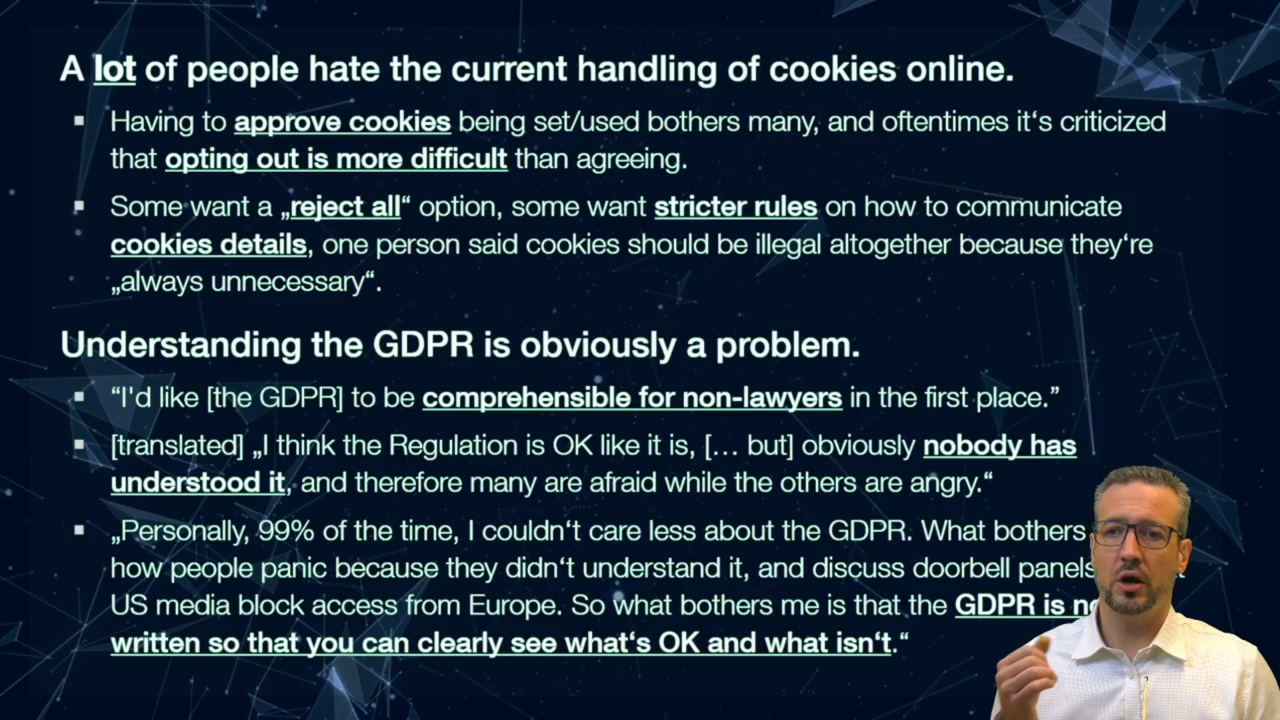 A lot of people hate the current handling of cookies online.
▪ Having to approve cookies being set/used bothers many, and oftentimes it‘s criticized
that opting out is more difficult than agreeing.
▪ Some want a „reject all“ option, some want stricter rules on how to communicate
cookies details, one person said cookies should be illegal altogether because they‘re
„always unnecessary“.
Understanding the GDPR is obviously a problem.
▪ “I'd like [the GDPR] to be comprehensible for non-lawyers in the first place.”
▪ [translated] „I think the Regulation is OK like it is, [… but] obviously nobody has
understood it, and therefore many are afraid while the others are angry.“
▪ „Personally, 99% of the time, I couldn‘t care less about the GDPR. What bothers
how people panic because they didn‘t understand it, and discuss doorbell panels
US media block access from Europe. So what bothers me is that the GDPR is
written so that you can clearly see what‘s OK and what isn‘t.“